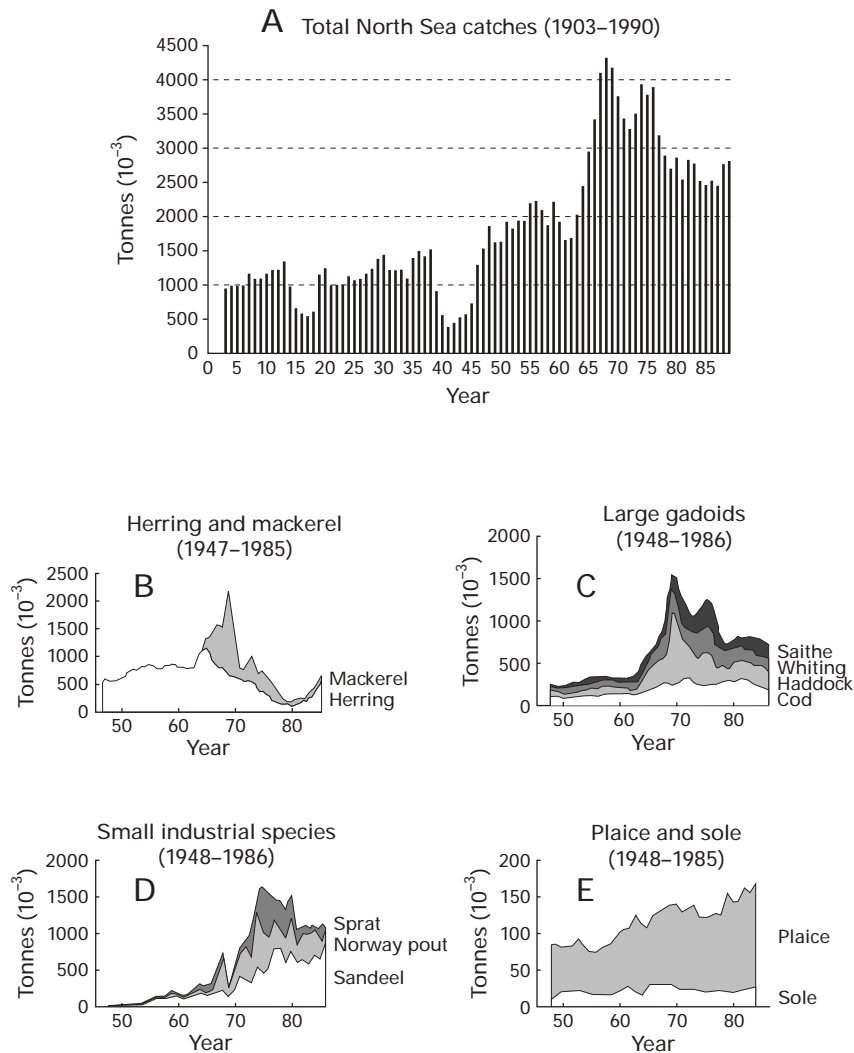 A Total North Sea catches (1903–1990)
Tonnes (10⁻³)
4500
4000
3500
3000
2500
2000
1500
1000
500
0
0 5 10 15 20 25 30 35 40 45 50 55 60 65 70 75 80 85
Year
Herring and mackerel
(1947–1985)
B
Tonnes (10⁻³)
2500
2000
1500
1000
500
0
Mackerel
Herring
50 60 70 80
Year
Large gadoids
(1948–1986)
C
Tonnes (10⁻³)
2000
1500
1000
500
0
Saithe
Whiting
Haddock
Cod
50 60 70 80
Year
Small industrial species
(1948–1986)
D
Tonnes (10⁻³)
2000
1500
1000
500
0
Sprat
Norway pout
Sandeel
50 60 70 80
Year
Plaice and sole
(1948–1985)
E
Tonnes (10⁻³)
200
150
100
50
0
Plaice
Sole
50 60 70 80
Year